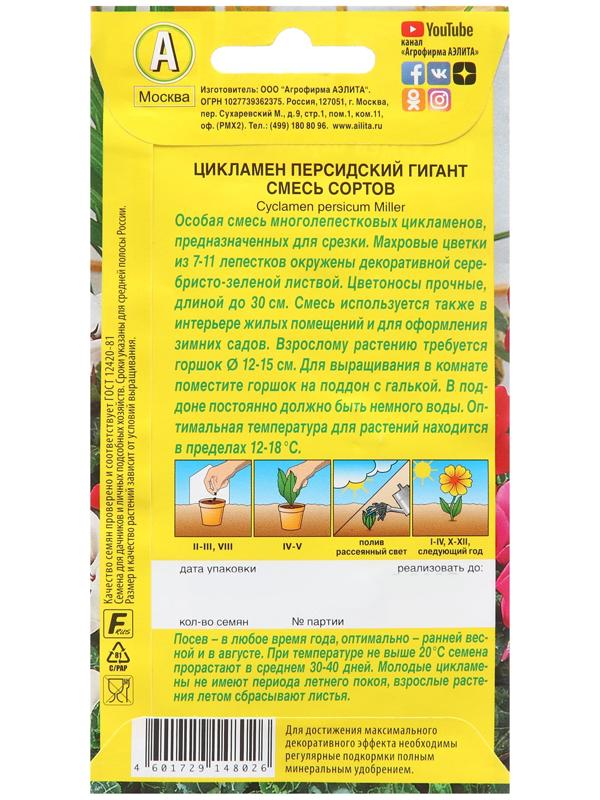 А
Москва
YouTube
канал
«Агрофирма АЭЛИТА»
Изготовитель: ООО "Агрофирма АЭЛИТА".
ОГРН 1027739362375. Россия,127051, г. Москва,
пер. Сухаревский М., д.9, стр.1, пом.1, ком.11,
оф. (РМХ2). Тел.: (499) 180 80 96. www.ailita.ru
ЦИКЛАМЕН ПЕРСИДСКИЙ ГИГАНТ
СМЕСЬ СОРТОВ
Cyclamen persicum Miller
Особая смесь многолепестковых цикламенов,
предназначенных для срезки. Махровые цветки
из 7-11 лепестков окружены декоративной сере-
бристо-зеленой листвой. Цветоносы прочные,
длиной до 30 см. Смесь используется также в
интерьере жилых помещений и для оформления
зимних садов. Взрослому растению требуется
горшок Ø 12-15 см. Для выращивания в комнате
поместите горшок на поддон с галькой. В под-
доне постоянно должно быть немного воды. Оп-
тимальная температура для растений находится
в пределах 12-18°С.
II-III, VIII
IV-V
полив
рассеянный свет
I-IV, X-XII,
следующий год
дата упаковки
реализовать до:
кол-во семян
№ партии
Посев – в любое время года, оптимально – ранней вес-
ной и в августе. При температуре не выше 20°С семена
прорастают в среднем 30-40 дней. Молодые цикламе-
ны не имеют периода летнего покоя, взрослые расте-
ния летом сбрасывают листья.
Качество семян проверено и соответствует ГОСТ 12420-81
Семена для дачников и личных подсобных хозяйств. Сроки указаны для средней полосы России.
Размер и качество растений зависят от условий выращивания.
F Rus
81
C/PAP
4 601729 148026
Для достижения максимального
декоративного эффекта необходимы
регулярные подкормки полным
минеральным удобрением.